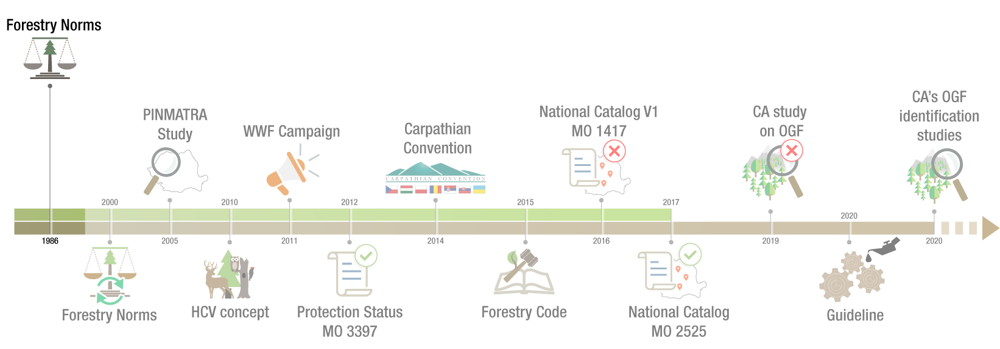 Forestry Norms
1986
2000
Forestry Norms
PINMATRA
Study
2005
2010
HCV concept
WWF Campaign
2011
2012
Protection Status
MO 3397
Carpathian
Convention
CARPATHIAN CONVENTION
2014
2015
Forestry Code
National Catalog V1
MO 1417
2016
2017
National Catalog
MO 2525
CA study
on OGF
2019
2020
Guideline
CA's OGF
identification
studies
2020